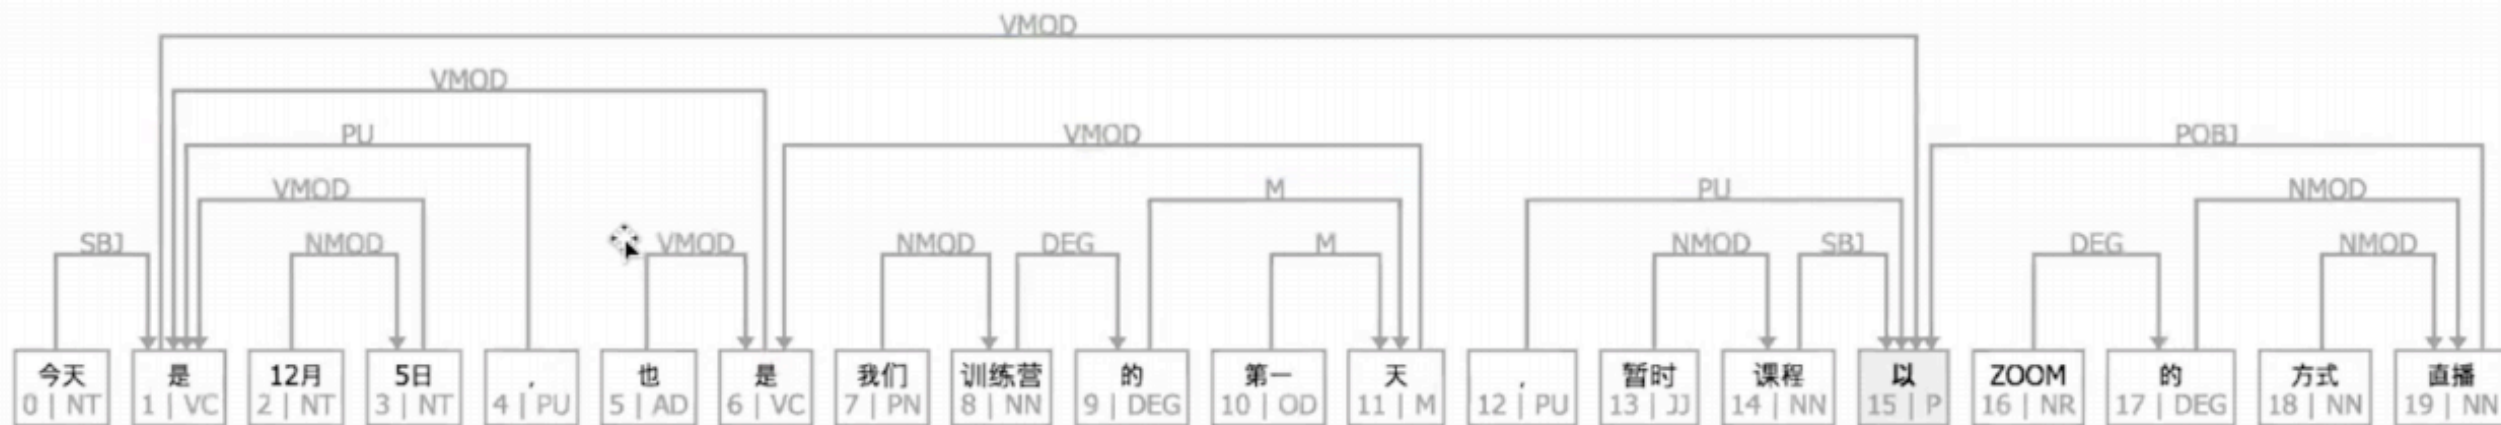 VMOD
VMOD
PU VMOD POBJ
VMOD M PU NMOD
SBJ NMOD VMOD NMOD DEG M NMOD SBJ DEG NMOD
今天 是 12月 5日 , 也 是 我们 训练营 的 第一 天 , 暂时 课程 以 ZOOM 的 方式 直播
0 | NT 1 | VC 2 | NT 3 | NT 4 | PU 5 | AD 6 | VC 7 | PN 8 | NN 9 | DEG 10 | OD 11 | M 12 | PU 13 | JJ 14 | NN 15 | P 16 | NR 17 | DEG 18 | NN 19 | NN